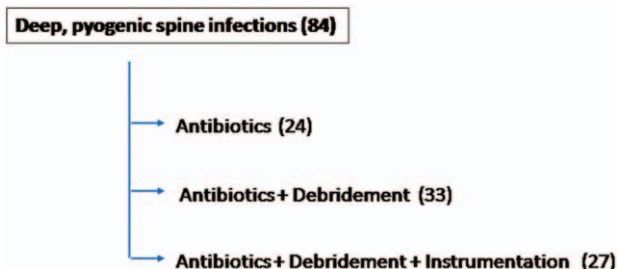 Deep, pyogenic spine infections (84)
Antibiotics (24)
Antibiotics + Debridement (33)
Antibiotics + Debridement + Instrumentation (27)